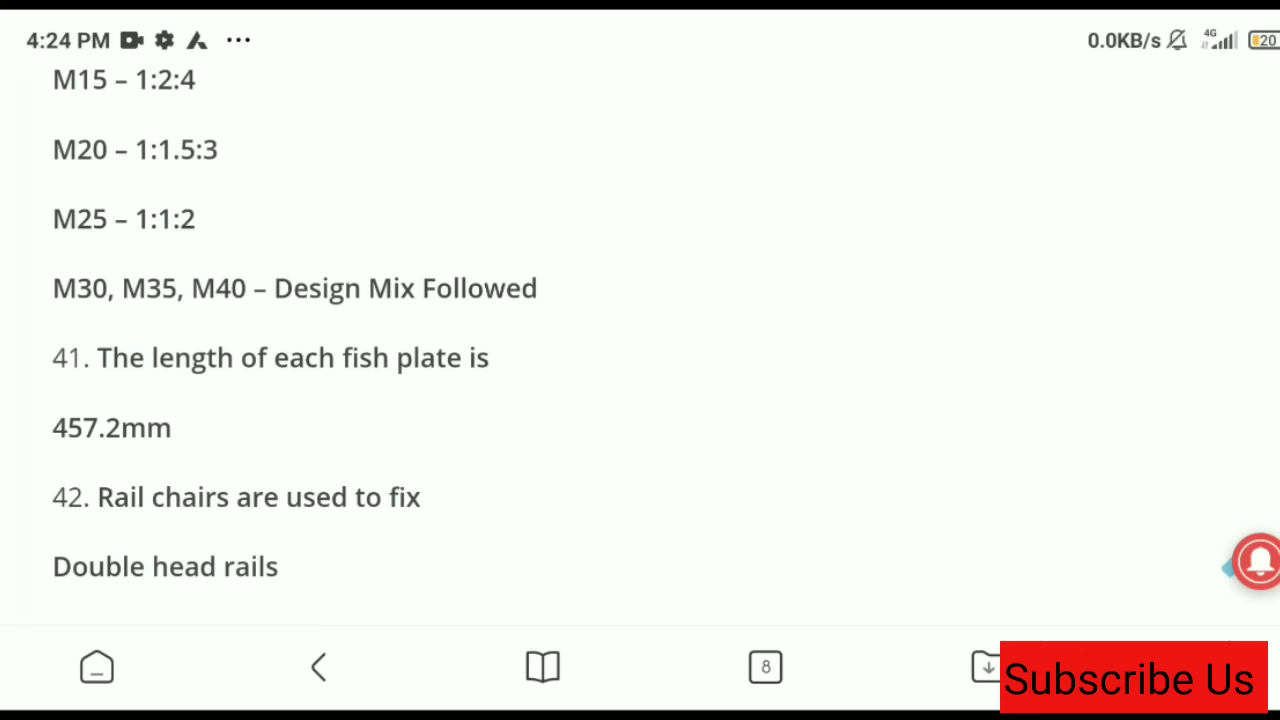 4:24 PM ... 0.0KB/s 4G 20
M15 – 1:2:4
M20 – 1:1.5:3
M25 – 1:1:2
M30, M35, M40 – Design Mix Followed
41. The length of each fish plate is
457.2mm
42. Rail chairs are used to fix
Double head rails
8
Subscribe Us